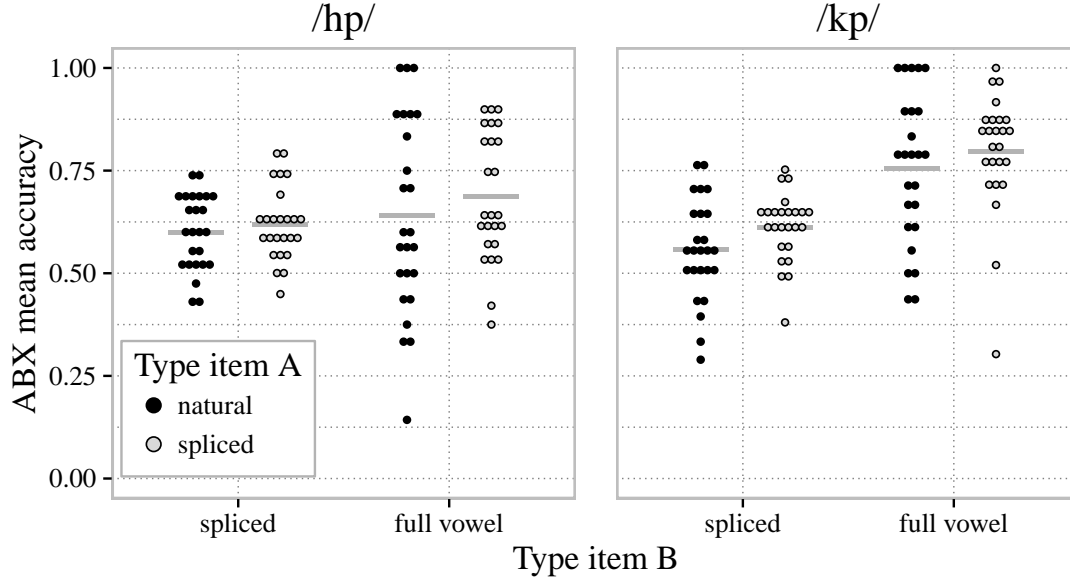 /hp/
/kp/
ABX mean accuracy
1.00
0.75
0.50
0.25
0.00
Type item A
natural
spliced
spliced
full vowel
spliced
full vowel
Type item B